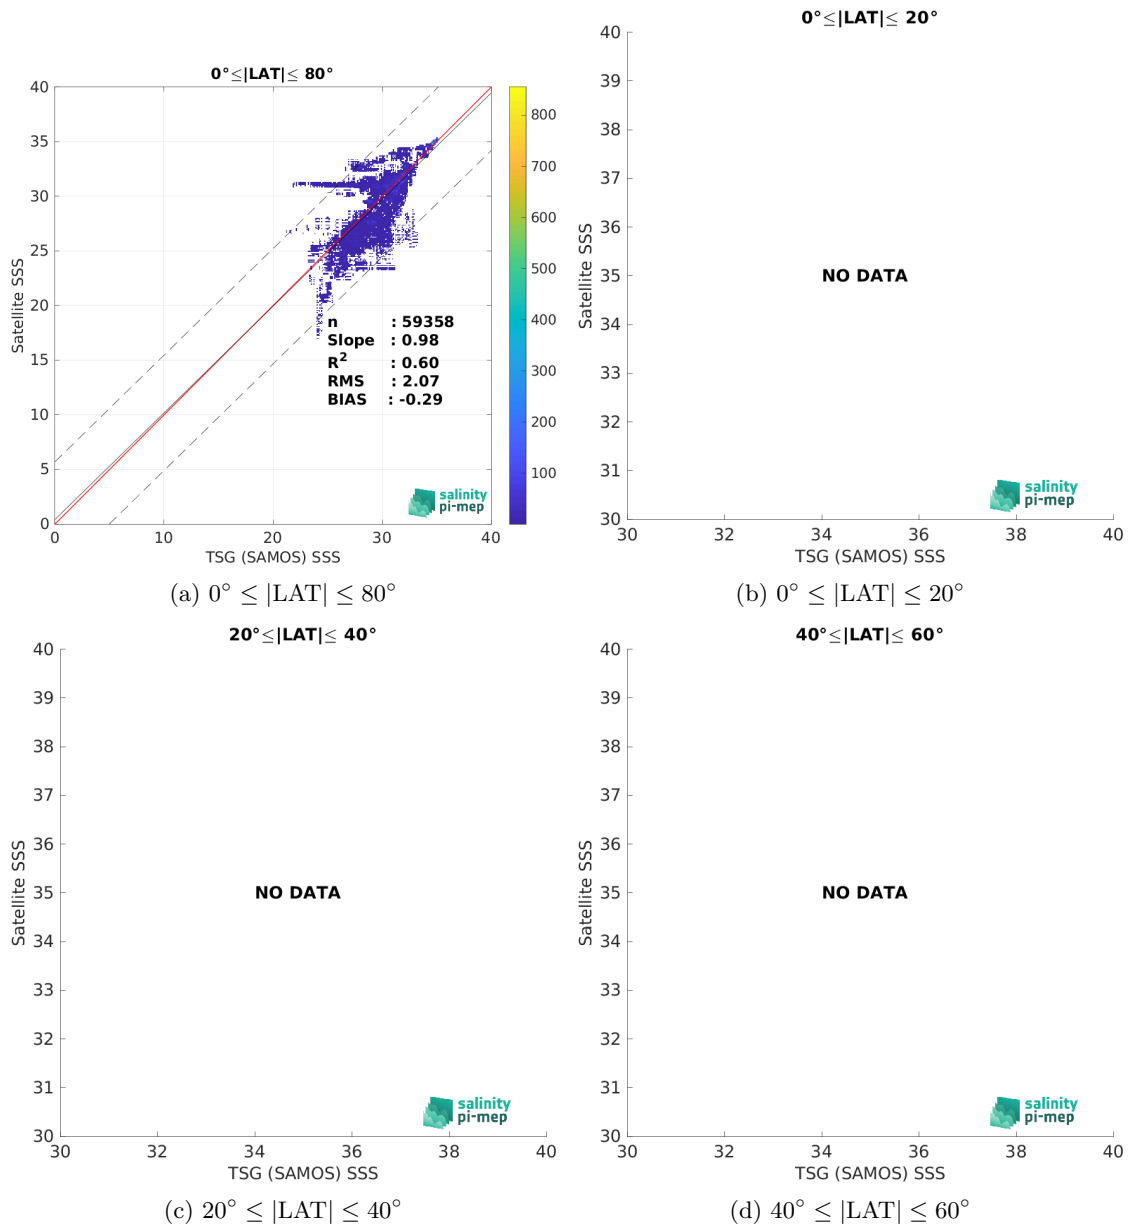 0°≤|LAT|≤ 80°
40
35
30
25
20
15
10
5
0
Satellite SSS
0
10
20
30
40
TSG (SAMOS) SSS
n : 59358
Slope : 0.98
R² : 0.60
RMS : 2.07
BIAS : -0.29
salinity
pi-mep
800
700
600
500
400
300
200
100
(a) 0° ≤ |LAT| ≤ 80°
0°≤|LAT|≤ 20°
40
39
38
37
36
35
34
33
32
31
30
Satellite SSS
NO DATA
salinity
pi-mep
30
32
34
36
38
40
TSG (SAMOS) SSS
(b) 0° ≤ |LAT| ≤ 20°
20°≤|LAT|≤ 40°
40
39
38
37
36
35
34
33
32
31
30
Satellite SSS
NO DATA
salinity
pi-mep
30
32
34
36
38
40
TSG (SAMOS) SSS
(c) 20° ≤ |LAT| ≤ 40°
40°≤|LAT|≤ 60°
40
39
38
37
36
35
34
33
32
31
30
Satellite SSS
NO DATA
salinity
pi-mep
30
32
34
36
38
40
TSG (SAMOS) SSS
(d) 40° ≤ |LAT| ≤ 60°